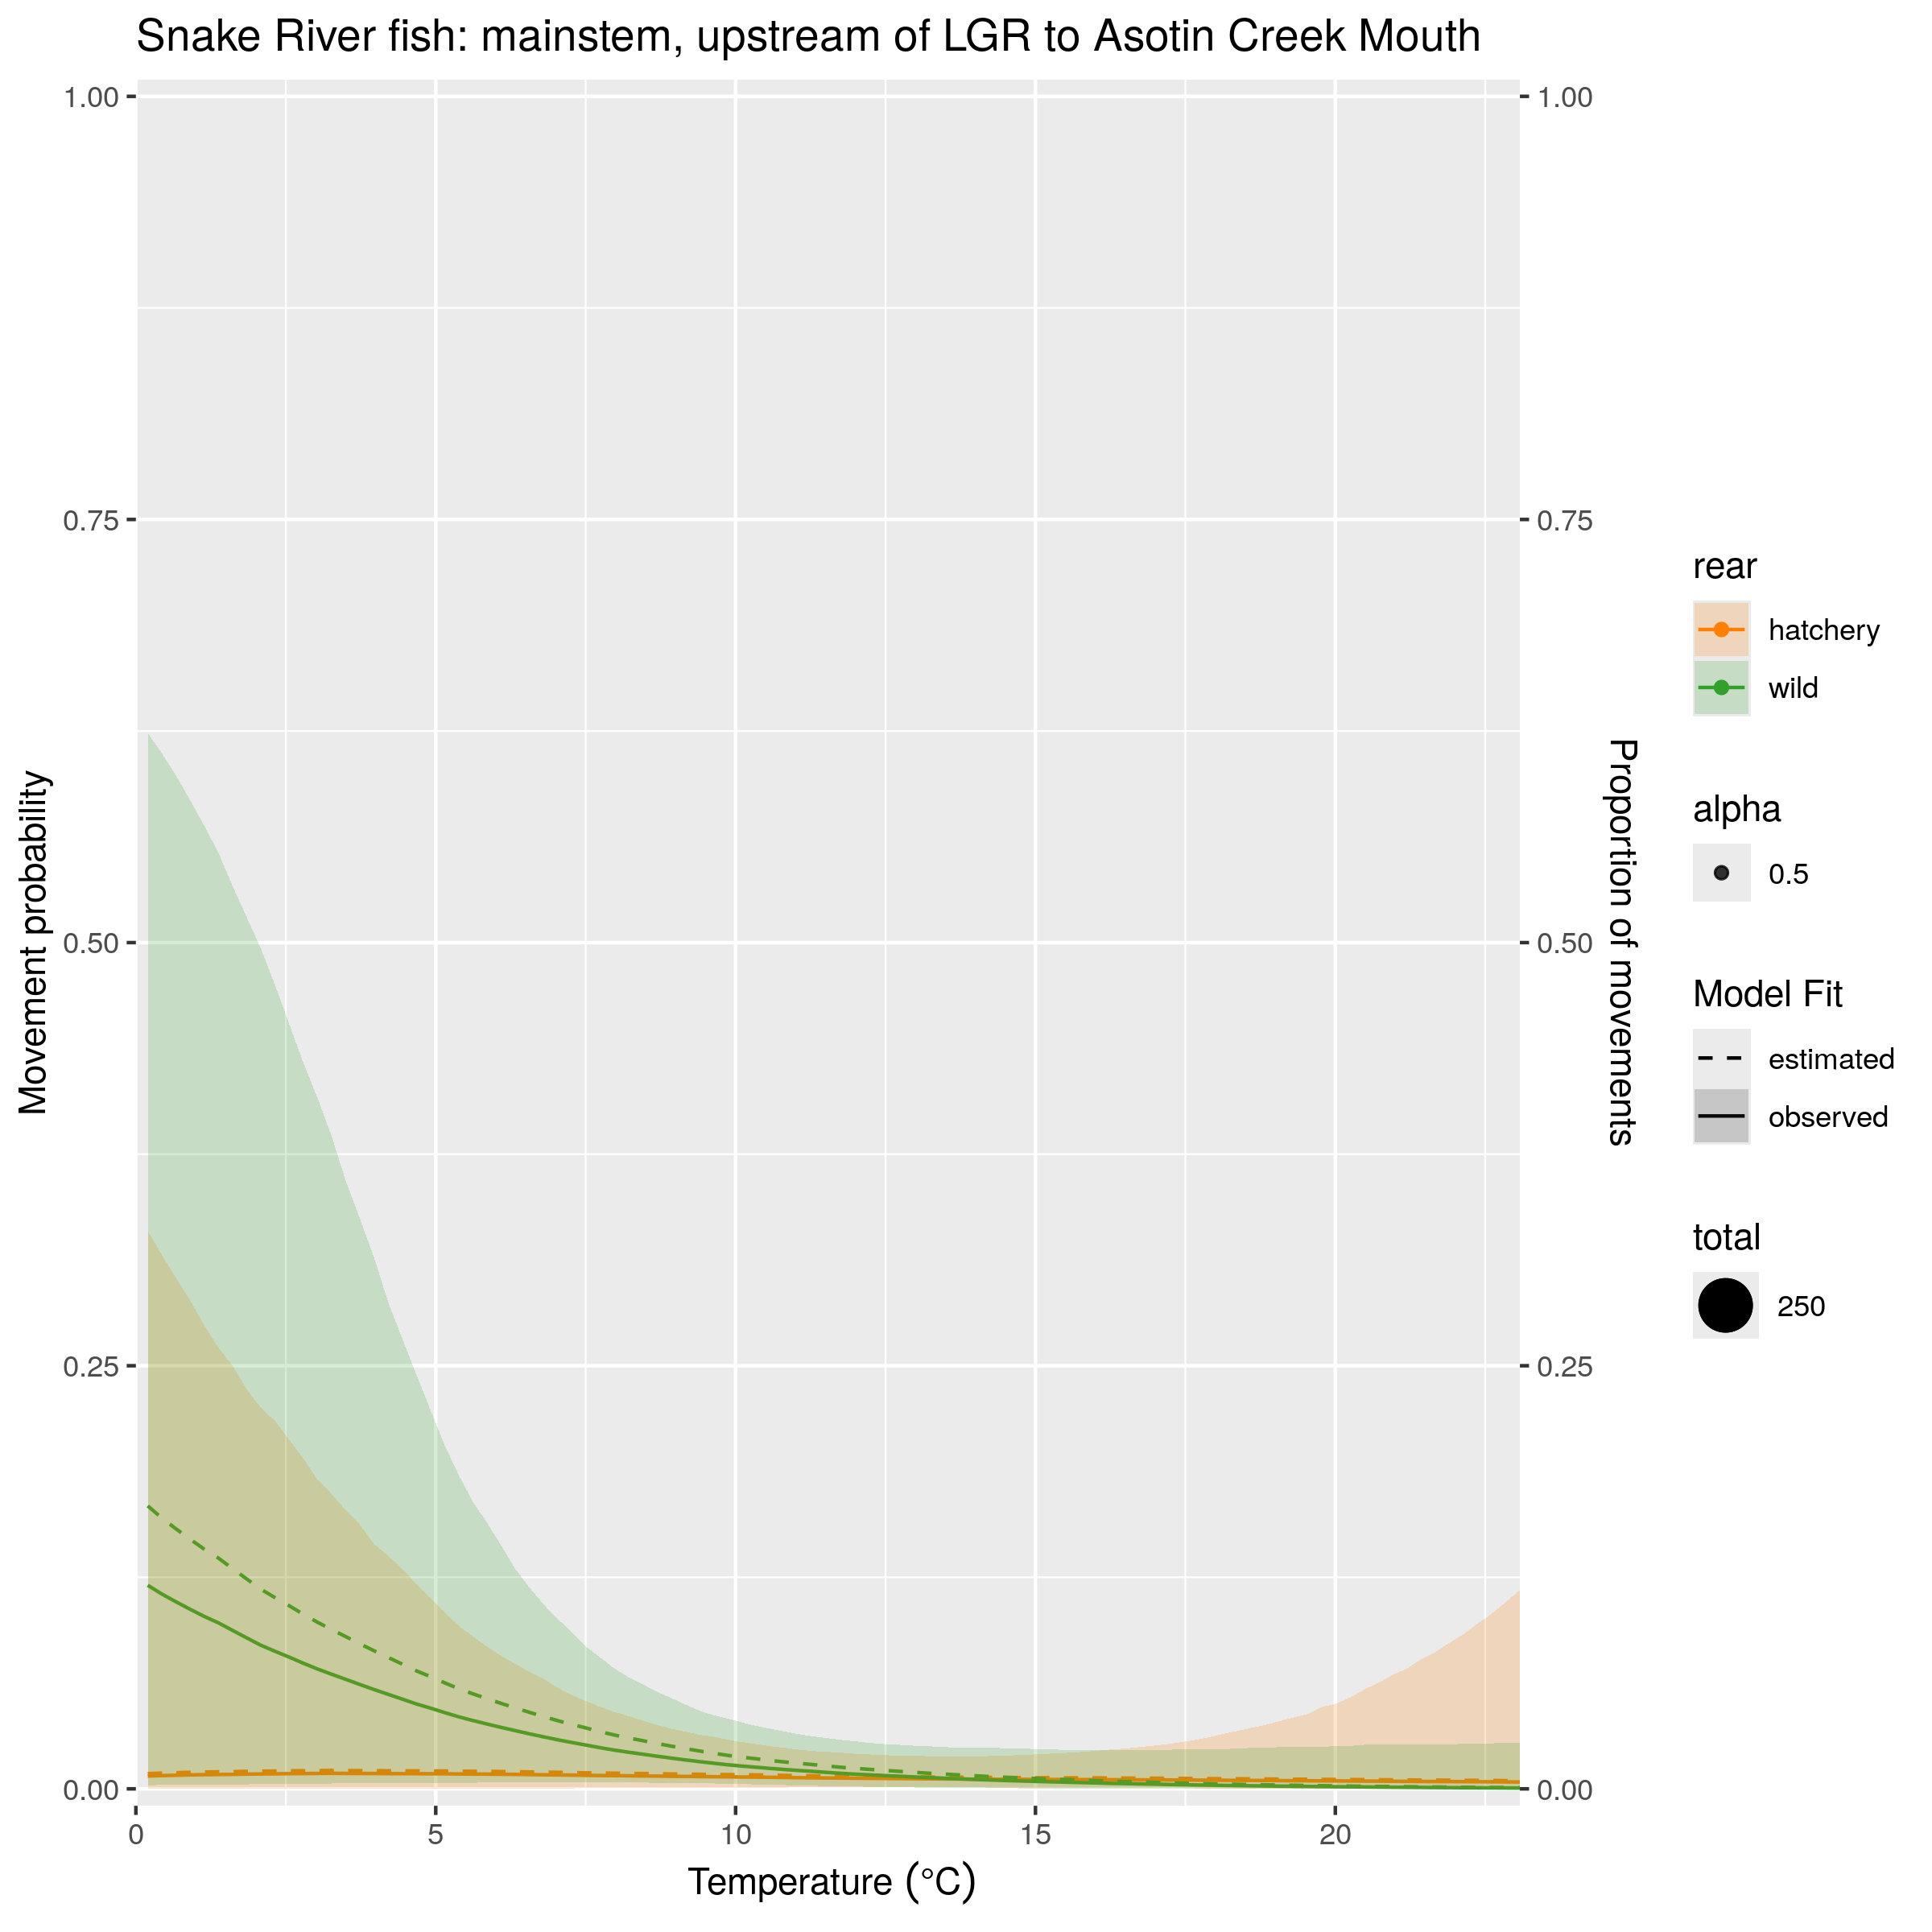 Snake River fish: mainstem, upstream of LGR to Asotin Creek Mouth
Movement probability
1.00
0.75
0.50
0.25
0.00
0
5
10
15
20
Temperature (°C)
1.00
0.75
0.50
0.25
0.00
Proportion of movements
rear
hatchery
wild
alpha
0.5
Model Fit
estimated
observed
total
250